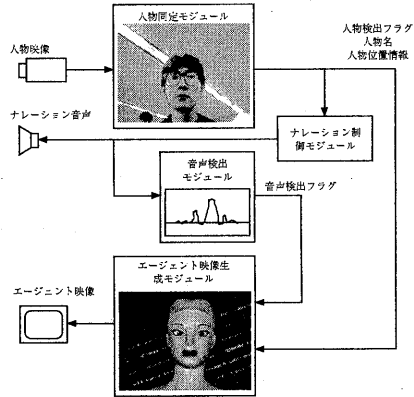 人物同定モジュール
人物映像
人物検出フラグ
人物名
人物位置情報
ナレーション音声
ナレーション制
御モジュール
音声検出
モジュール
音声検出フラグ
エージェント映像生
成モジュール
エージェント映像